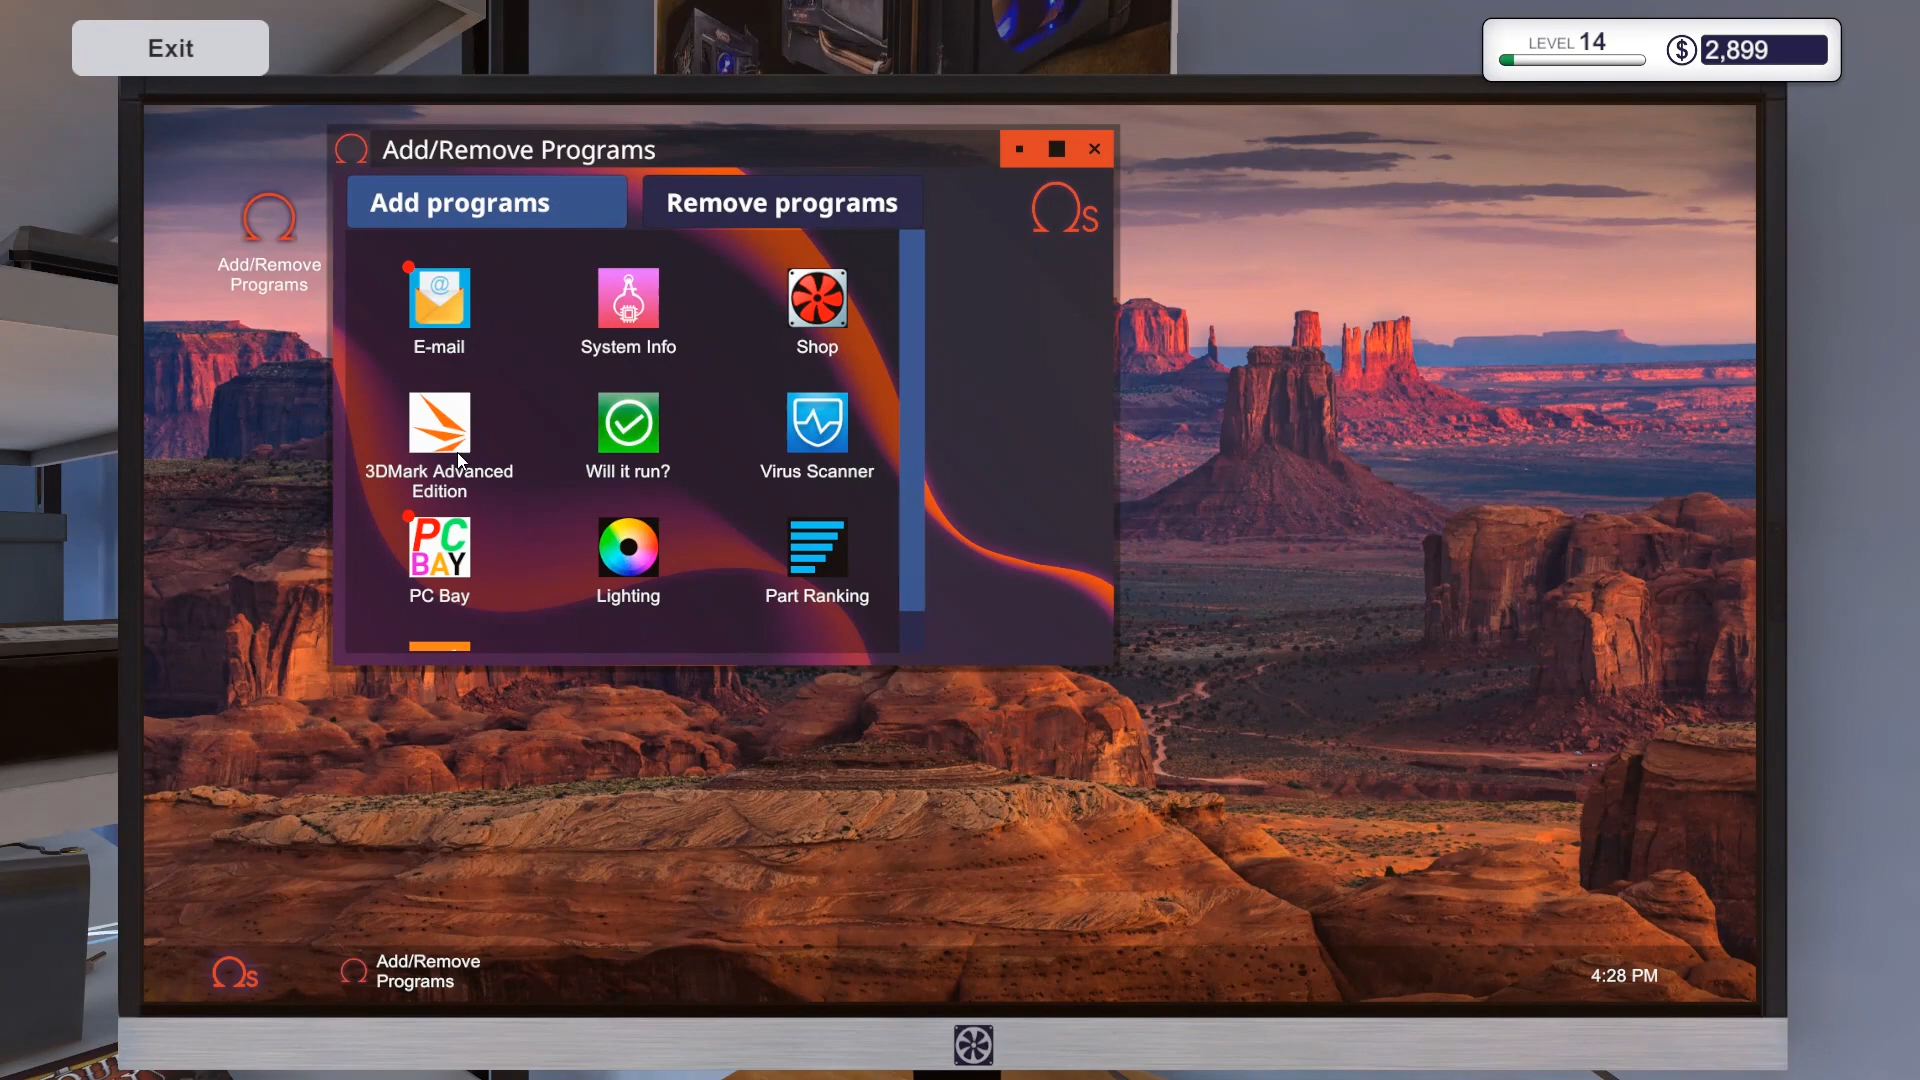 Exit
LEVEL 14
$ 2,899
Add/Remove Programs
Add programs
Remove programs
Ωs
Add/Remove
Programs
E-mail
System Info
Shop
3DMark Advanced
Edition
Will it run?
Virus Scanner
PC
BAY
PC Bay
Lighting
Part Ranking
Ωs
Add/Remove
Programs
4:28 PM